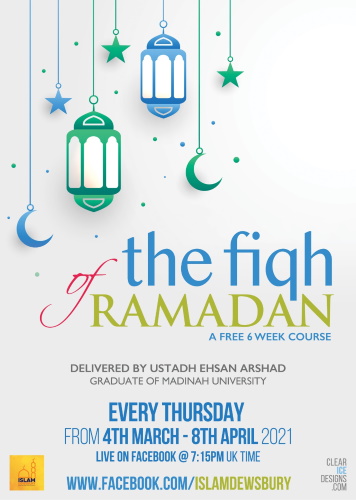 the fiqh
of RAMADAN
A FREE 6 WEEK COURSE
DELIVERED BY USTADH EHSAN ARSHAD
GRADUATE OF MADINAH UNIVERSITY
EVERY THURSDAY
FROM 4TH MARCH - 8TH APRIL 2021
LIVE ON FACEBOOK @ 7:15PM UK TIME
WWW.FACEBOOK.COM/ISLAMDEWSBURY
ISLAM
CLEAR
ICE
DESIGNS
.COM